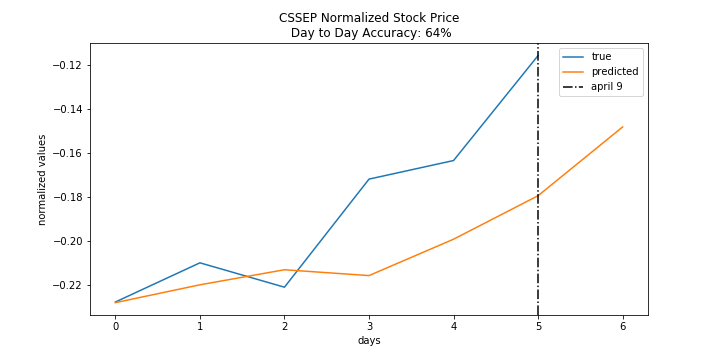 CSSEP Normalized Stock Price
Day to Day Accuracy: 64%
true
predicted
april 9
normalized values
−0.12
−0.14
−0.16
−0.18
−0.20
−0.22
0 1 2 3 4 5 6
days